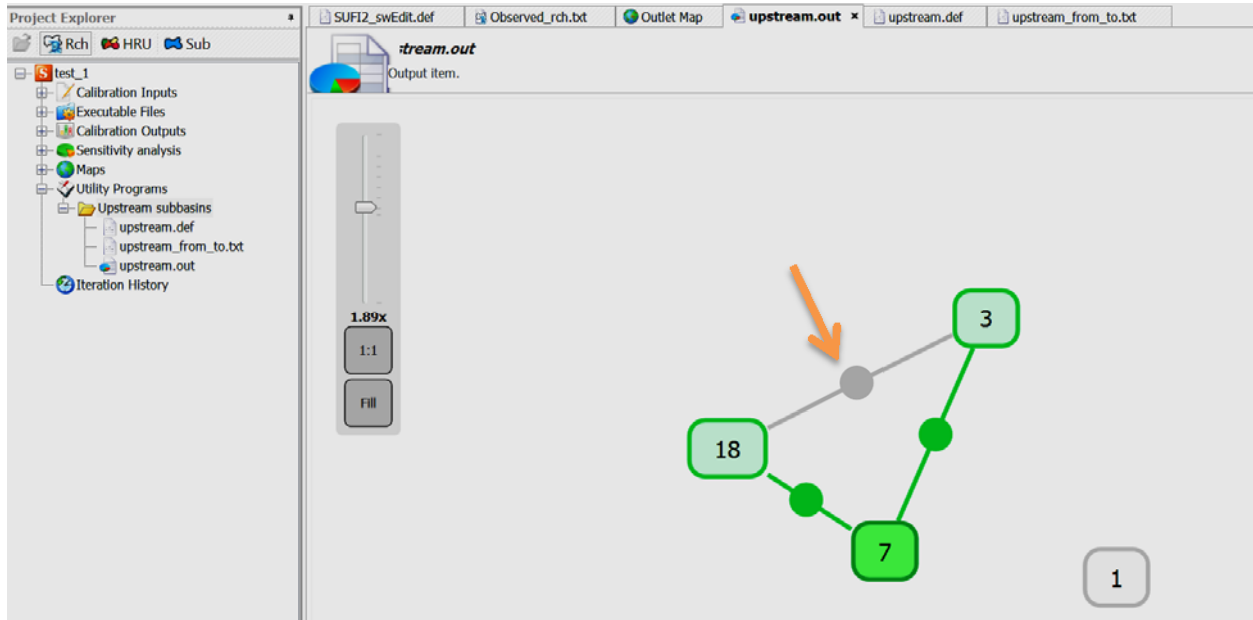 Project Explorer
SUFI2_swEdit.def
Observed_rch.txt
Outlet Map
upstream.out ×
upstream.def
upstream_from_to.txt
Rch
HRU
Sub
S test_1
Calibration Inputs
Executable Files
Calibration Outputs
Sensitivity analysis
Maps
Utility Programs
Upstream subbasins
upstream.def
upstream_from_to.txt
upstream.out
Iteration History
stream.out
Output item.
1.89x
1:1
Fill
3
18
7
1